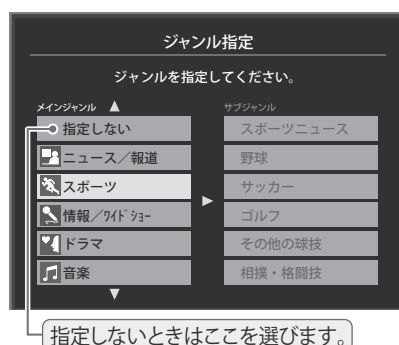 ジャンル指定
ジャンルを指定してください。
メインジャンル ▲
指定しない
ニュース／報道
スポーツ
情報／ワイドショー
ドラマ
音楽
▼
サブジャンル
スポーツニュース
野球
サッカー
ゴルフ
その他の球技
相撲・格闘技
指定しないときはここを選びます。